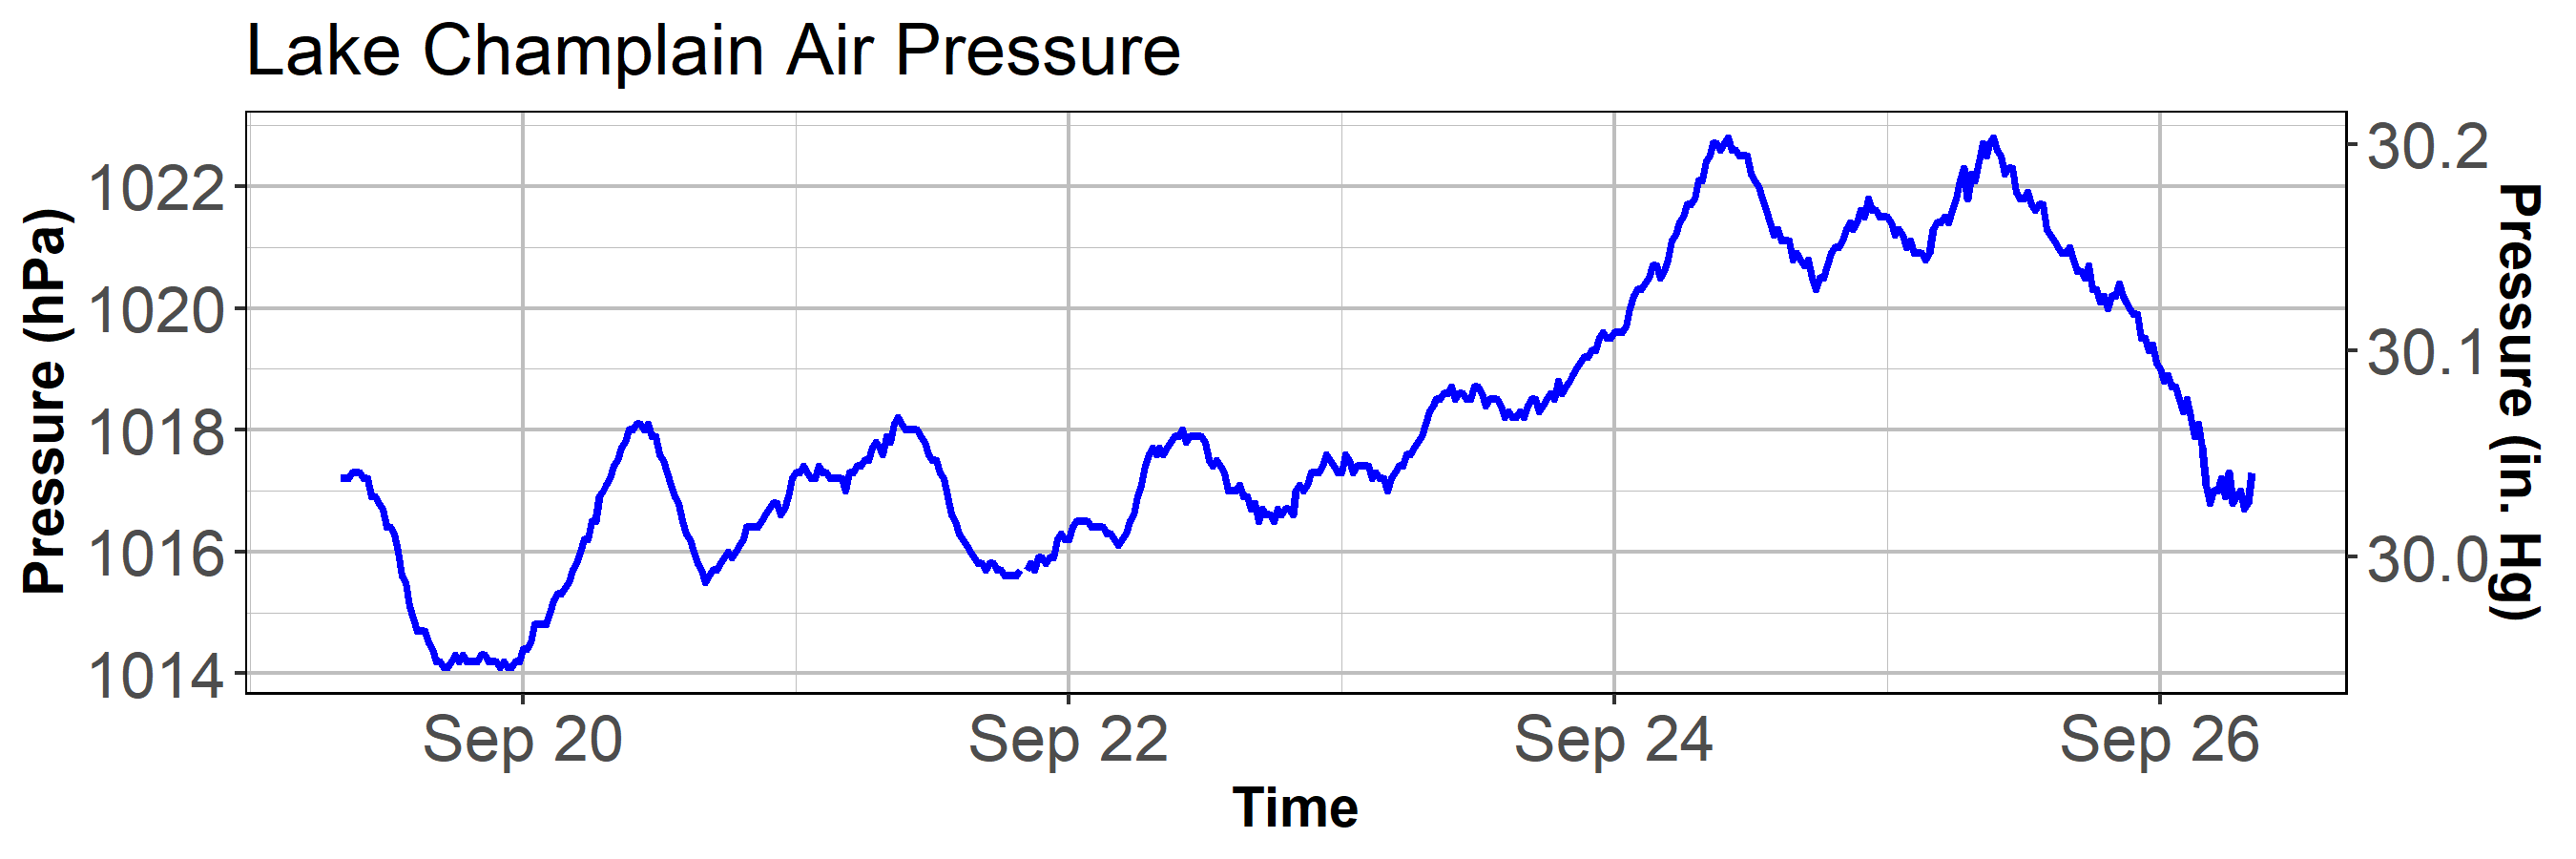 Lake Champlain Air Pressure
Pressure (hPa)
1022
1020
1018
1016
1014
30.2
30.1
30.0
Pressure (in. Hg)
Sep 20
Sep 22
Sep 24
Sep 26
Time